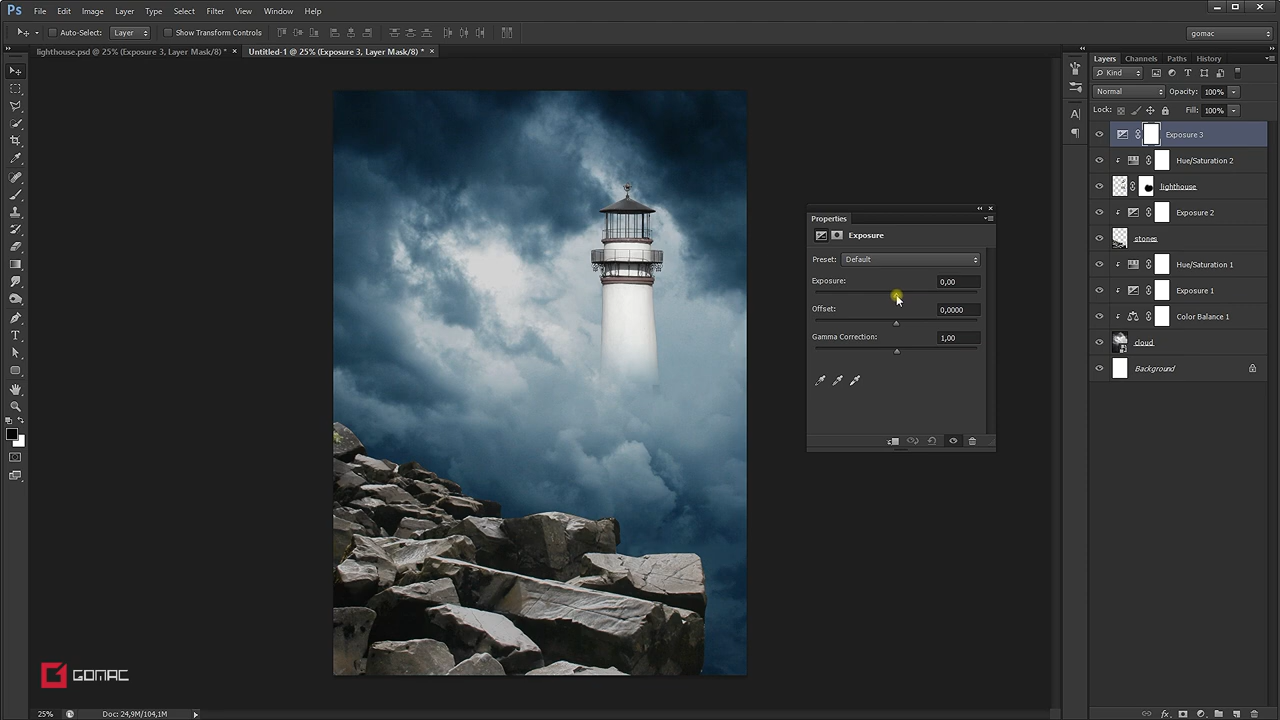 Ps File Edit Image Layer Type Select Filter View Window Help
Auto-Select: Layer Show Transform Controls gomac
lighthouse.psd @ 25% (Exposure 3, Layer Mask/8) * × Untitled-1 @ 25% (Exposure 3, Layer Mask/8) * ×
Layers Channels Paths History
Kind
Normal Opacity: 100%
Lock: Fill: 100%
Exposure 3
Hue/Saturation 2
lighthouse
Exposure 2
stones
Hue/Saturation 1
Exposure 1
Color Balance 1
cloud
Background
Properties
Exposure
Preset: Default
Exposure: 0,00
Offset: 0,0000
Gamma Correction: 1,00
GOMAC
25% Doc: 24,9M/104,1M